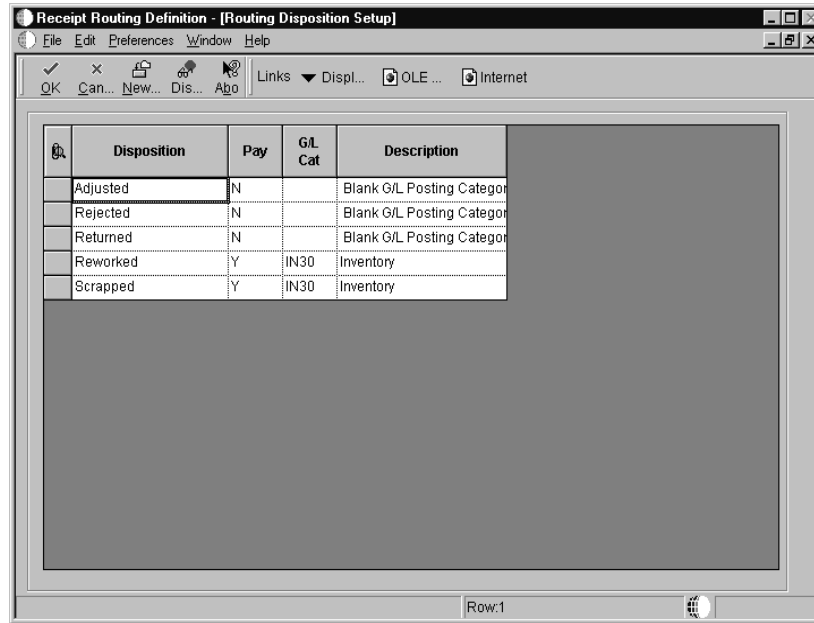 Receipt Routing Definition - [Routing Disposition Setup]
File Edit Preferences Window Help
OK Can... New... Dis... Abo Links Displ... OLE ... Internet
Disposition Pay G/L Cat Description
Adjusted N Blank G/L Posting Categor
Rejected N Blank G/L Posting Categor
Returned N Blank G/L Posting Categor
Reworked Y IN30 Inventory
Scrapped Y IN30 Inventory
Row:1